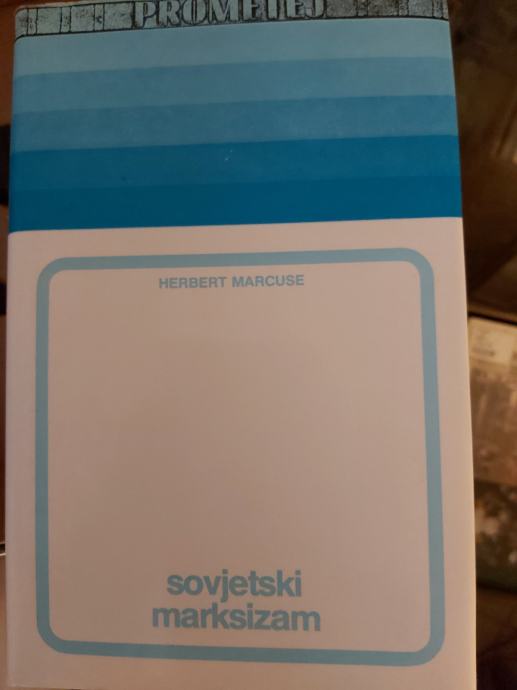 PROMETEJ
HERBERT MARCUSE
sovjetski
marksizam